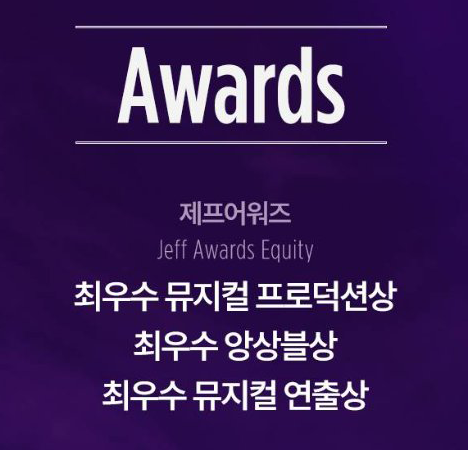 Awards
제프어워즈
Jeff Awards Equity
최우수 뮤지컬 프로덕션상
최우수 앙상블상
최우수 뮤지컬 연출상